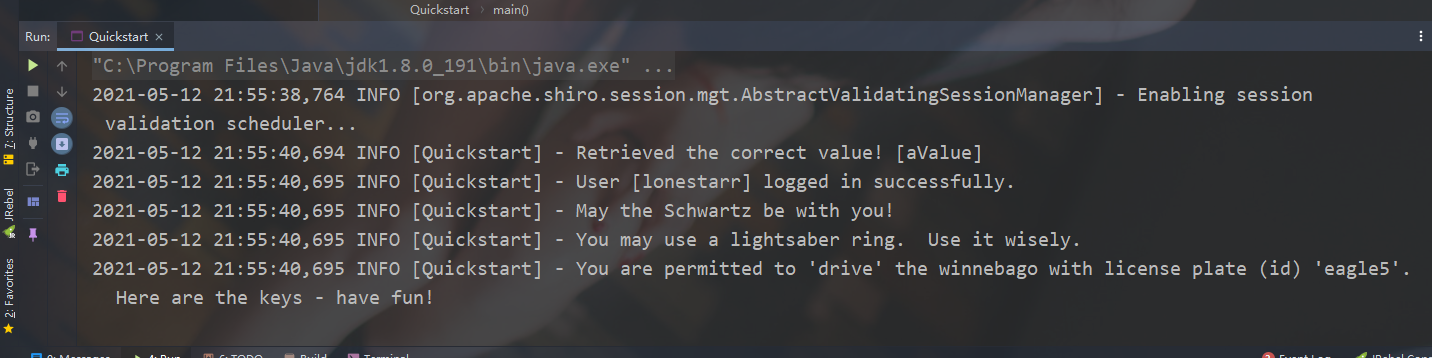 Quickstart › main()
Run: Quickstart ×
"C:\Program Files\Java\jdk1.8.0_191\bin\java.exe" ...
2021-05-12 21:55:38,764 INFO [org.apache.shiro.session.mgt.AbstractValidatingSessionManager] - Enabling session
validation scheduler...
2021-05-12 21:55:40,694 INFO [Quickstart] - Retrieved the correct value! [aValue]
2021-05-12 21:55:40,695 INFO [Quickstart] - User [lonestarr] logged in successfully.
2021-05-12 21:55:40,695 INFO [Quickstart] - May the Schwartz be with you!
2021-05-12 21:55:40,695 INFO [Quickstart] - You may use a lightsaber ring.  Use it wisely.
2021-05-12 21:55:40,695 INFO [Quickstart] - You are permitted to 'drive' the winnebago with license plate (id) 'eagle5'.
Here are the keys - have fun!
7: Structure
JRebel
2: Favorites
0: Messages 4: Run 6: TODO Build Terminal Event Log JRebel